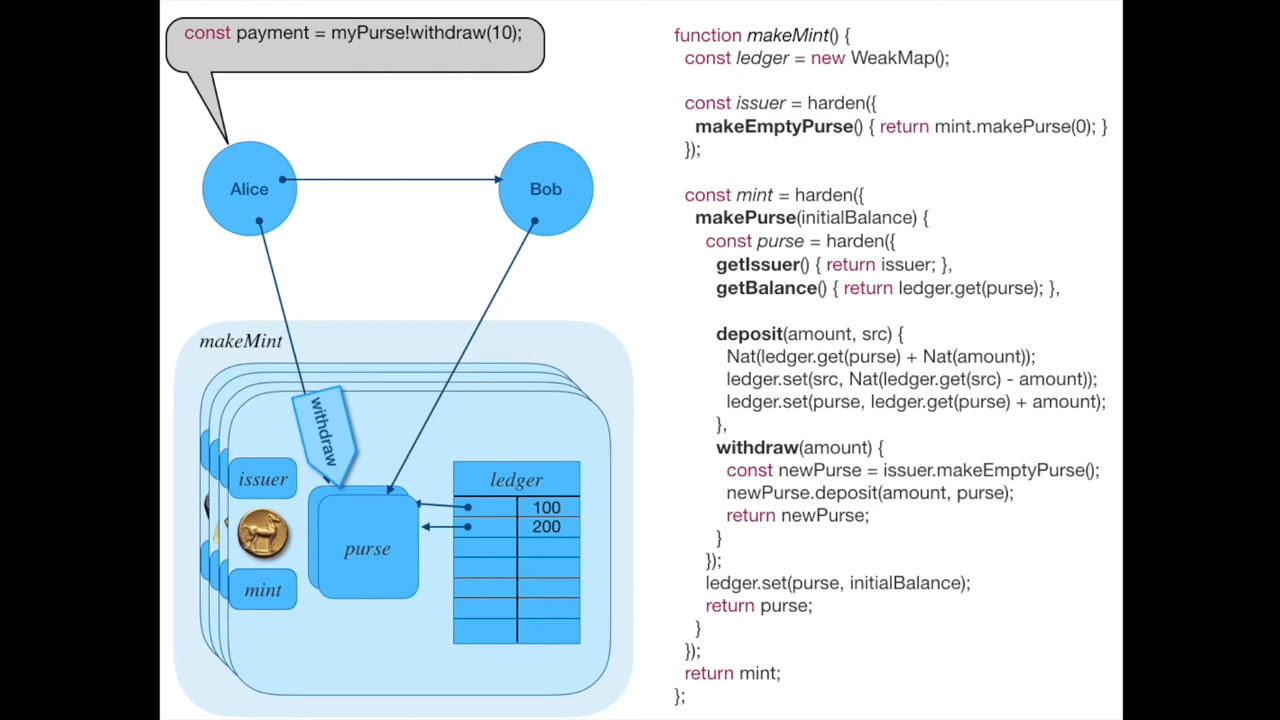 const payment = myPurse!withdraw(10);
Alice
Bob
makeMint
withdraw
issuer
purse
mint
ledger
100
200
function makeMint() {
const ledger = new WeakMap();
const issuer = harden({
makeEmptyPurse() { return mint.makePurse(0); }
});
const mint = harden({
makePurse(initialBalance) {
const purse = harden({
getIssuer() { return issuer; },
getBalance() { return ledger.get(purse); },
deposit(amount, src) {
Nat(ledger.get(purse) + Nat(amount));
ledger.set(src, Nat(ledger.get(src) - amount));
ledger.set(purse, ledger.get(purse) + amount);
},
withdraw(amount) {
const newPurse = issuer.makeEmptyPurse();
newPurse.deposit(amount, purse);
return newPurse;
}
});
ledger.set(purse, initialBalance);
return purse;
}
});
return mint;
};